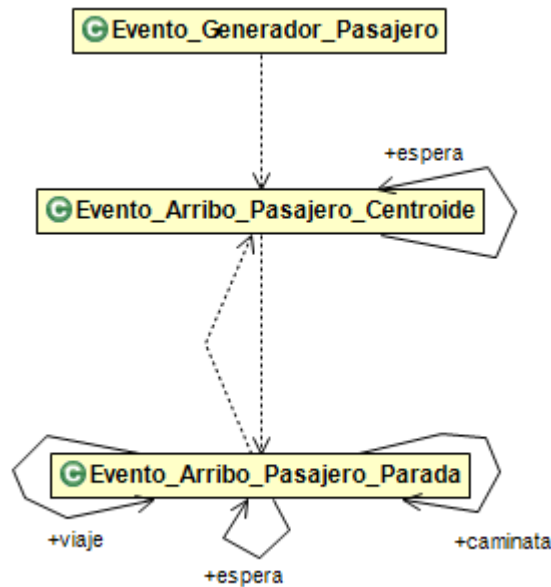 C Evento_Generador_Pasajero
+espera
C Evento_Arribo_Pasajero_Centroide
C Evento_Arribo_Pasajero_Parada
+viaje
+espera
+caminata